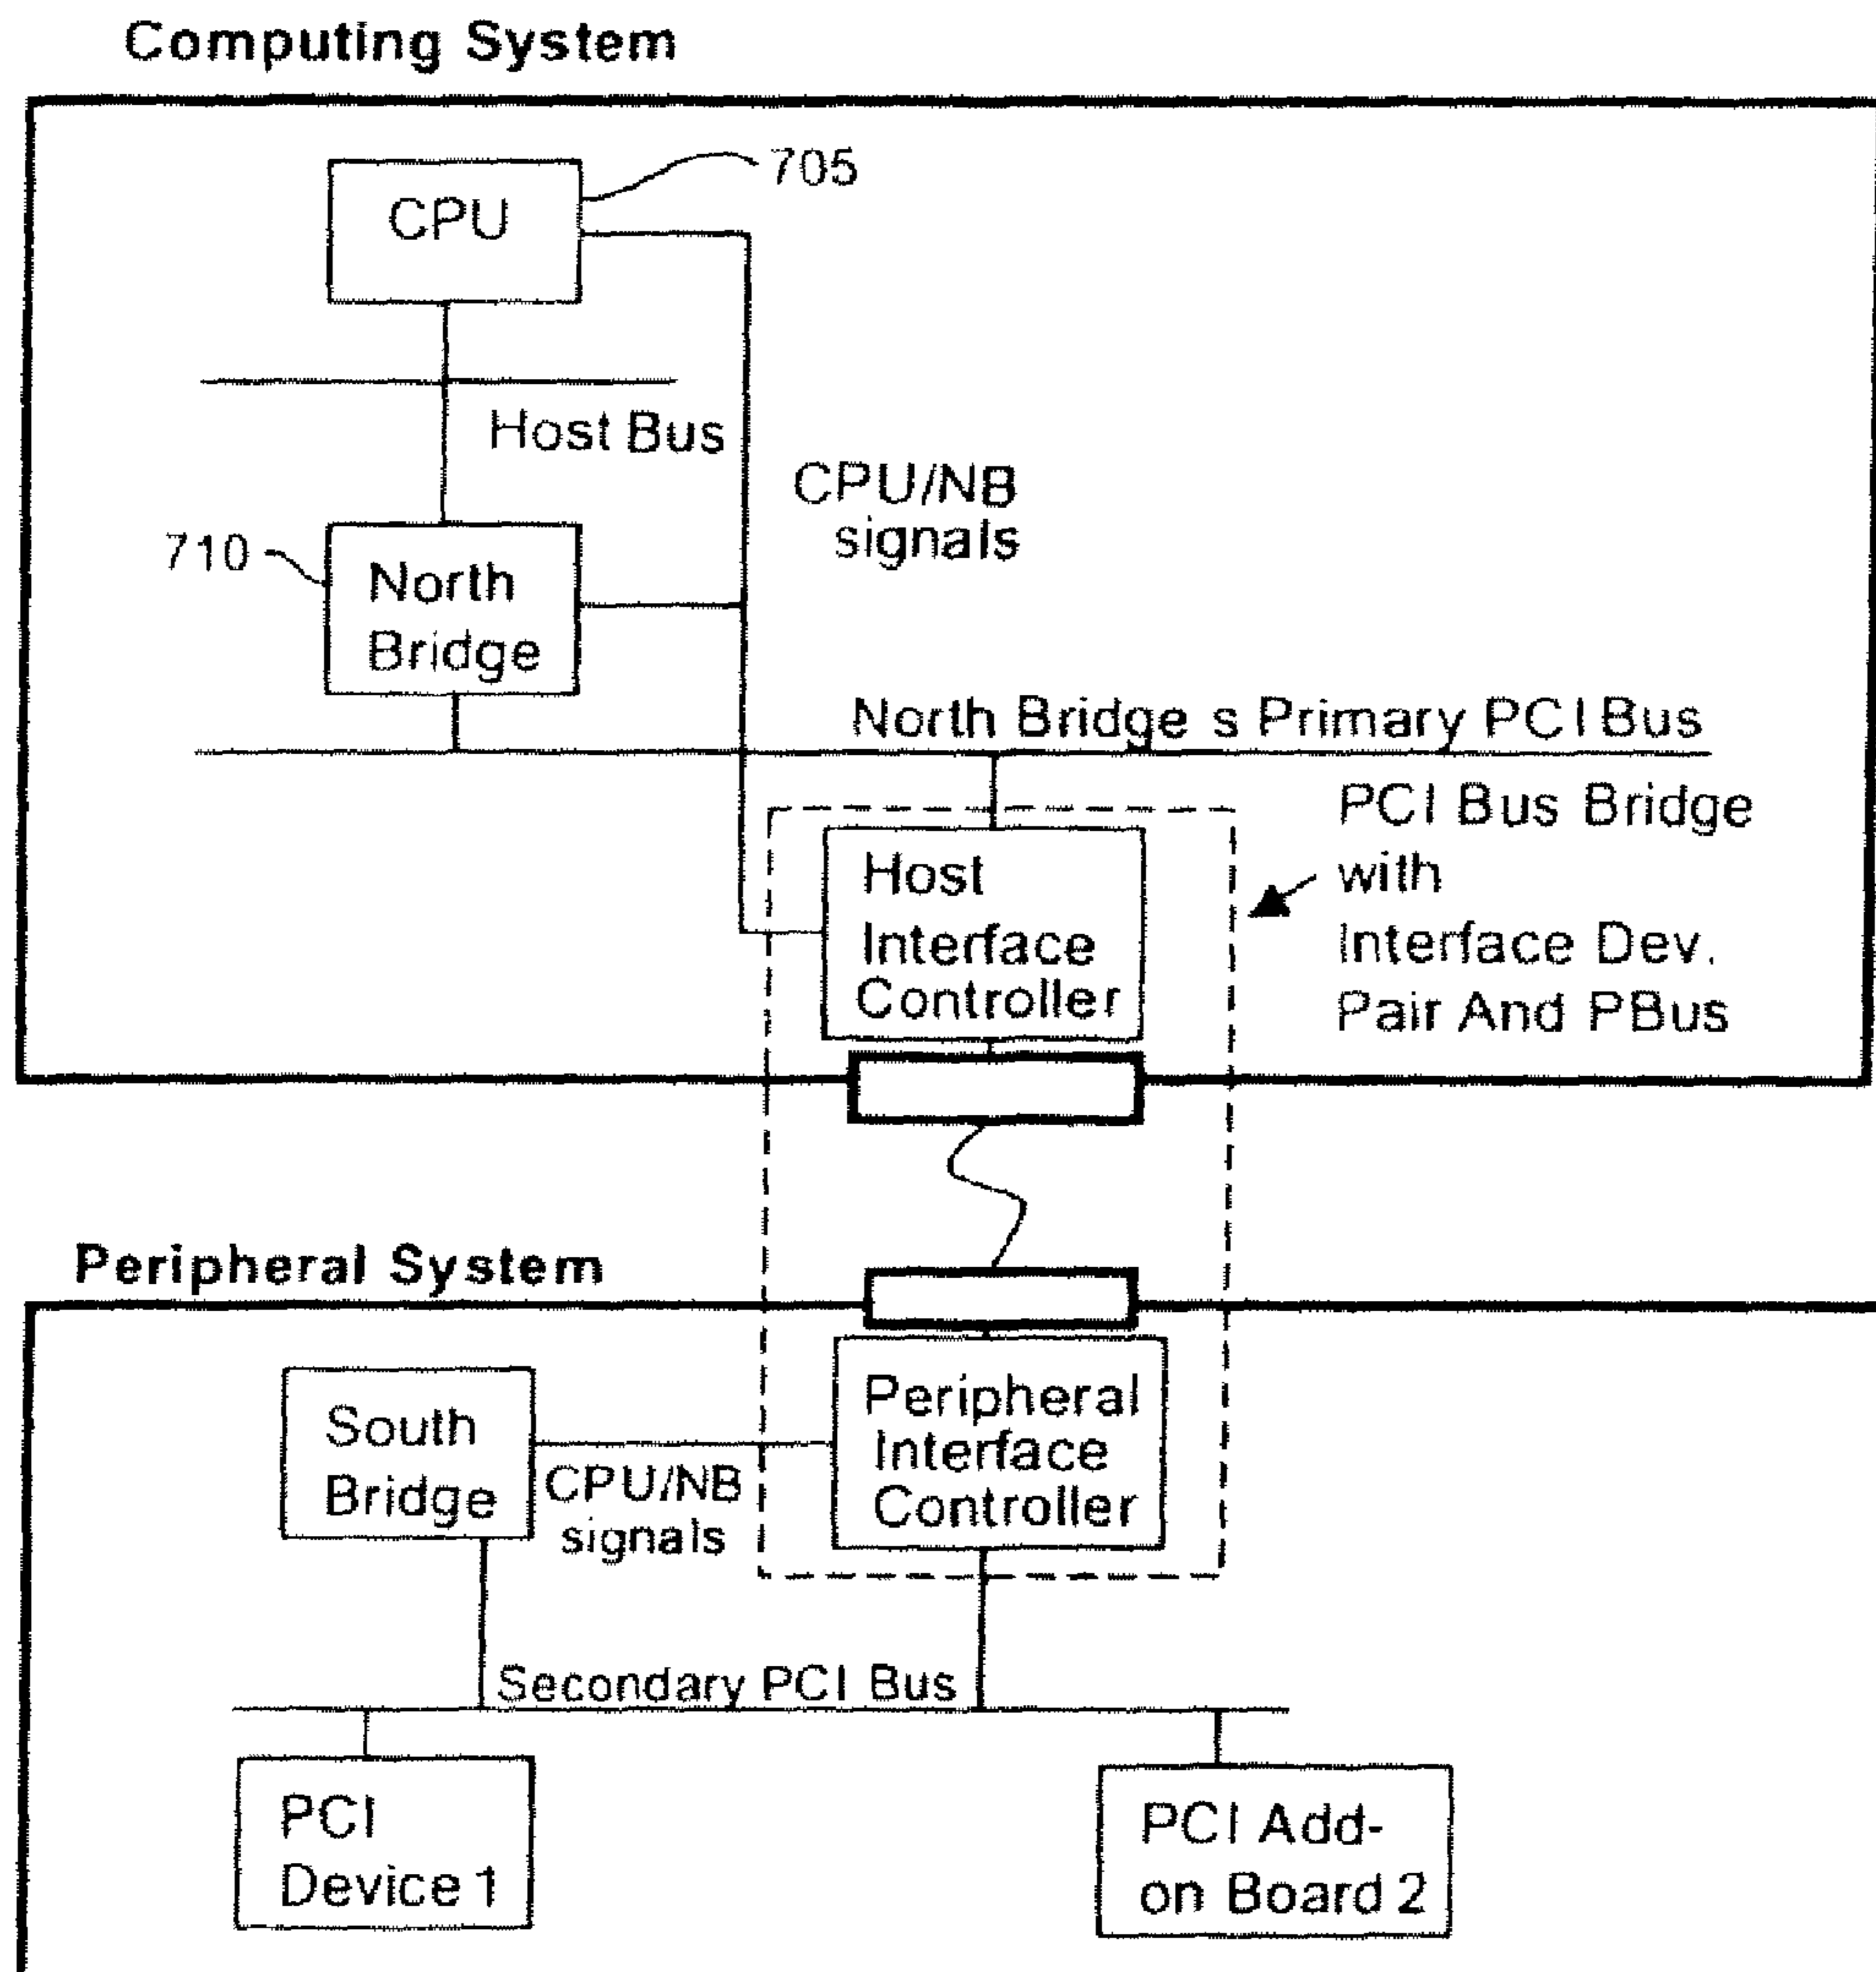 Computing System
705
CPU
Host Bus
CPU/NB
signals
710
North
Bridge
North Bridge s Primary PCI Bus
PCI Bus Bridge
with
Interface Dev.
Pair And PBus
Host
Interface
Controller
Peripheral System
Peripheral
Interface
Controller
South
Bridge
CPU/NB
signals
Secondary PCI Bus
PCI
Device 1
PCI Add-
on Board 2